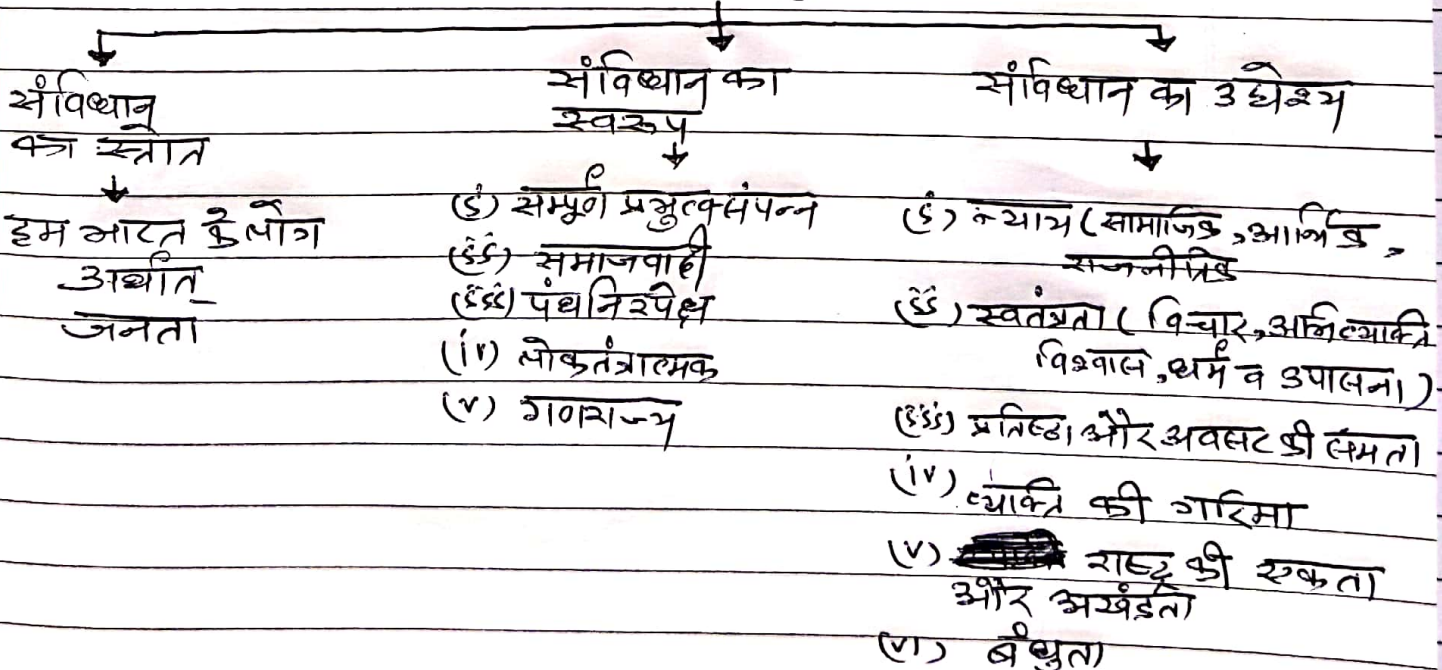 संविधान
का स्त्रोत
हम भारत के लोग
अर्थात
जनता
संविधान का
स्वरूप
(i) सम्पूर्ण प्रभुत्वसंपन्न
(ii) समाजवादी
(iii) पंथनिरपेक्ष
(iv) लोकतंत्रात्मक
(v) गणराज्य
संविधान का उद्येश्य
(i) न्याय (सामाजिक, आर्थिक,
राजनीतिक
(ii) स्वतंत्रता (विचार, अभिव्यक्ति
विश्वास, धर्म व उपासना)
(iii) प्रतिष्ठा और अवसर की समता
(iv) व्यक्ति की गरिमा
(v) राष्ट्र की एकता
और अखंडता
(vi) बंधुता